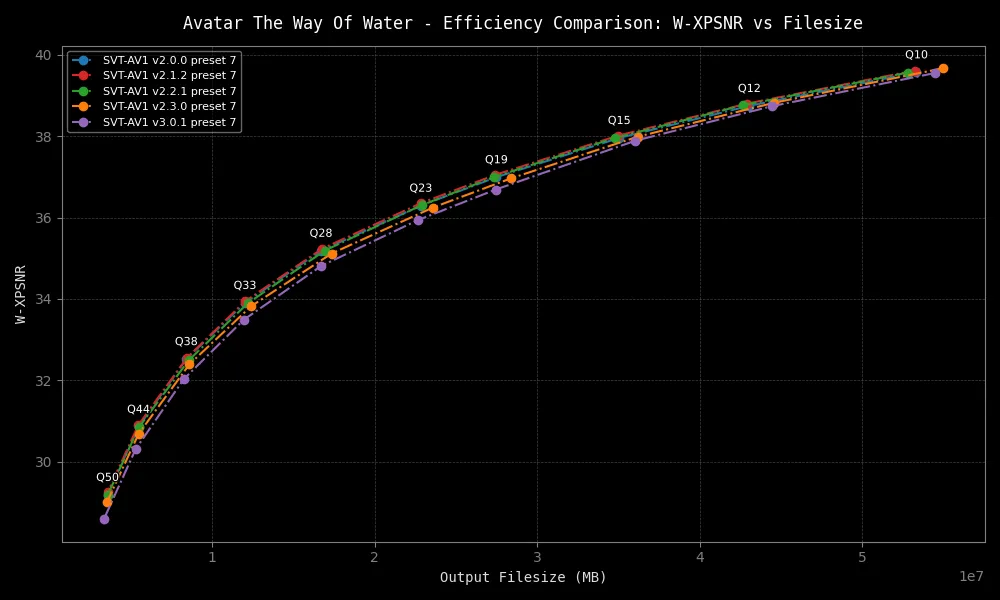 Avatar The Way Of Water - Efficiency Comparison: W-XPSNR vs Filesize
SVT-AV1 v2.0.0 preset 7
SVT-AV1 v2.1.2 preset 7
SVT-AV1 v2.2.1 preset 7
SVT-AV1 v2.3.0 preset 7
SVT-AV1 v3.0.1 preset 7
W-XPSNR
40
38
36
34
32
30
Q10
Q12
Q15
Q19
Q23
Q28
Q33
Q38
Q44
Q50
1
2
3
4
5
1e7
Output Filesize (MB)